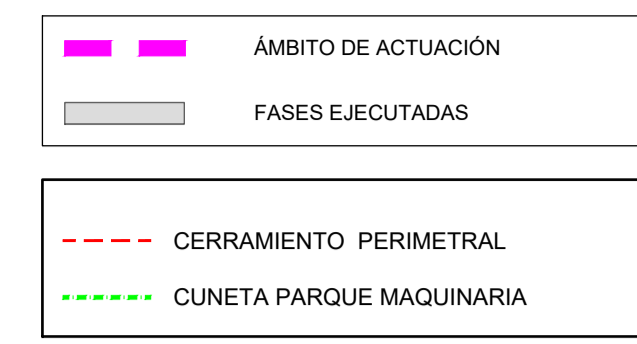 ÁMBITO DE ACTUACIÓN
FASES EJECUTADAS
CERRAMIENTO PERIMETRAL
CUNETA PARQUE MAQUINARIA